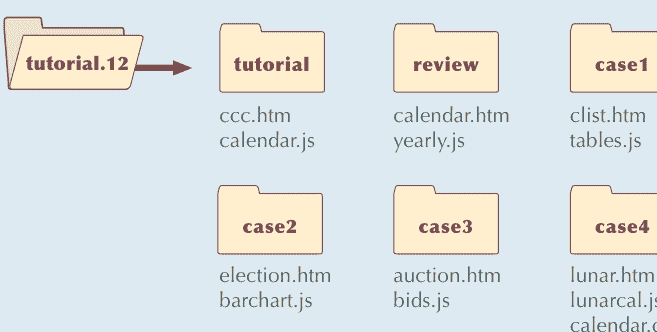 tutorial.12
tutorial
ccc.htm
calendar.js
review
calendar.htm
yearly.js
case1
clist.htm
tables.js
case2
election.htm
barchart.js
case3
auction.htm
bids.js
case4
lunar.htm